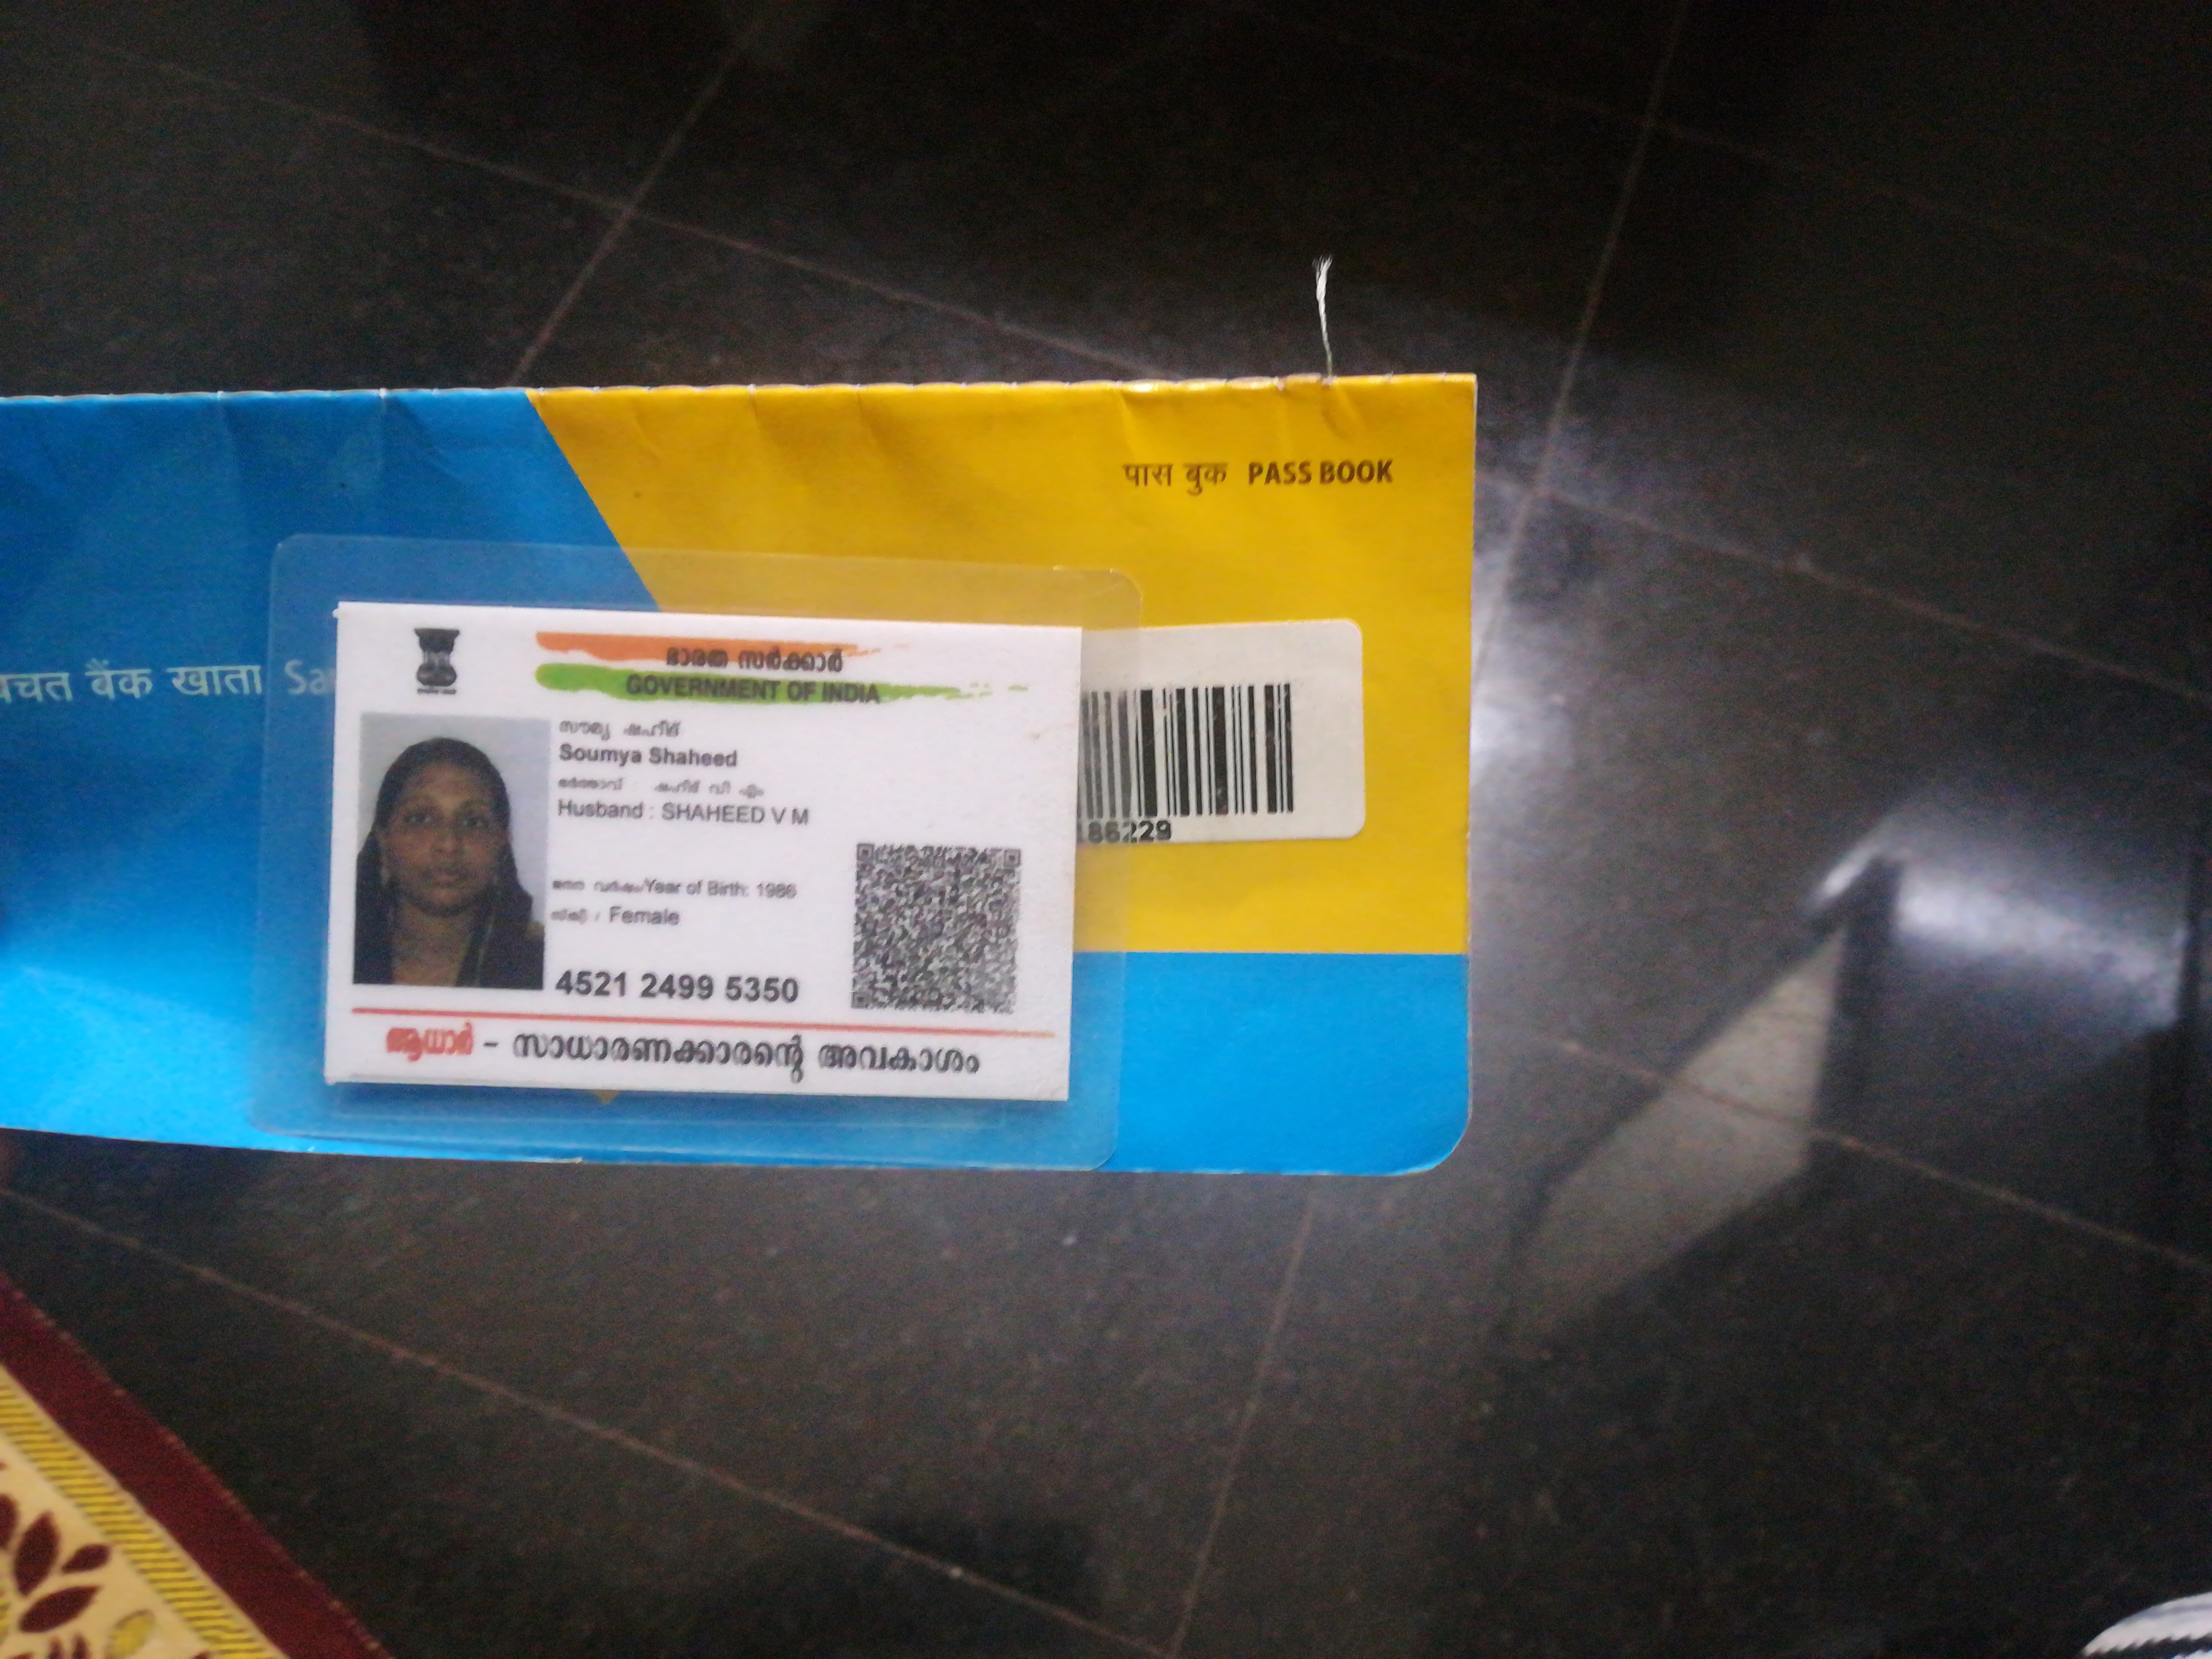 पास बुक PASS BOOK
बचत बैंक खाता Sa
ഭാരത സർക്കാർ
GOVERNMENT OF INDIA
സൗമ്യ ഷഹീദ്
Soumya Shaheed
ഭർത്താവ് : ഷഹീദ് വി എം
Husband : SHAHEED V M
ജനന വർഷം/Year of Birth: 1986
സ്ത്രീ / Female
4521 2499 5350
ആധാർ - സാധാരണക്കാരന്റെ അവകാശം
186229